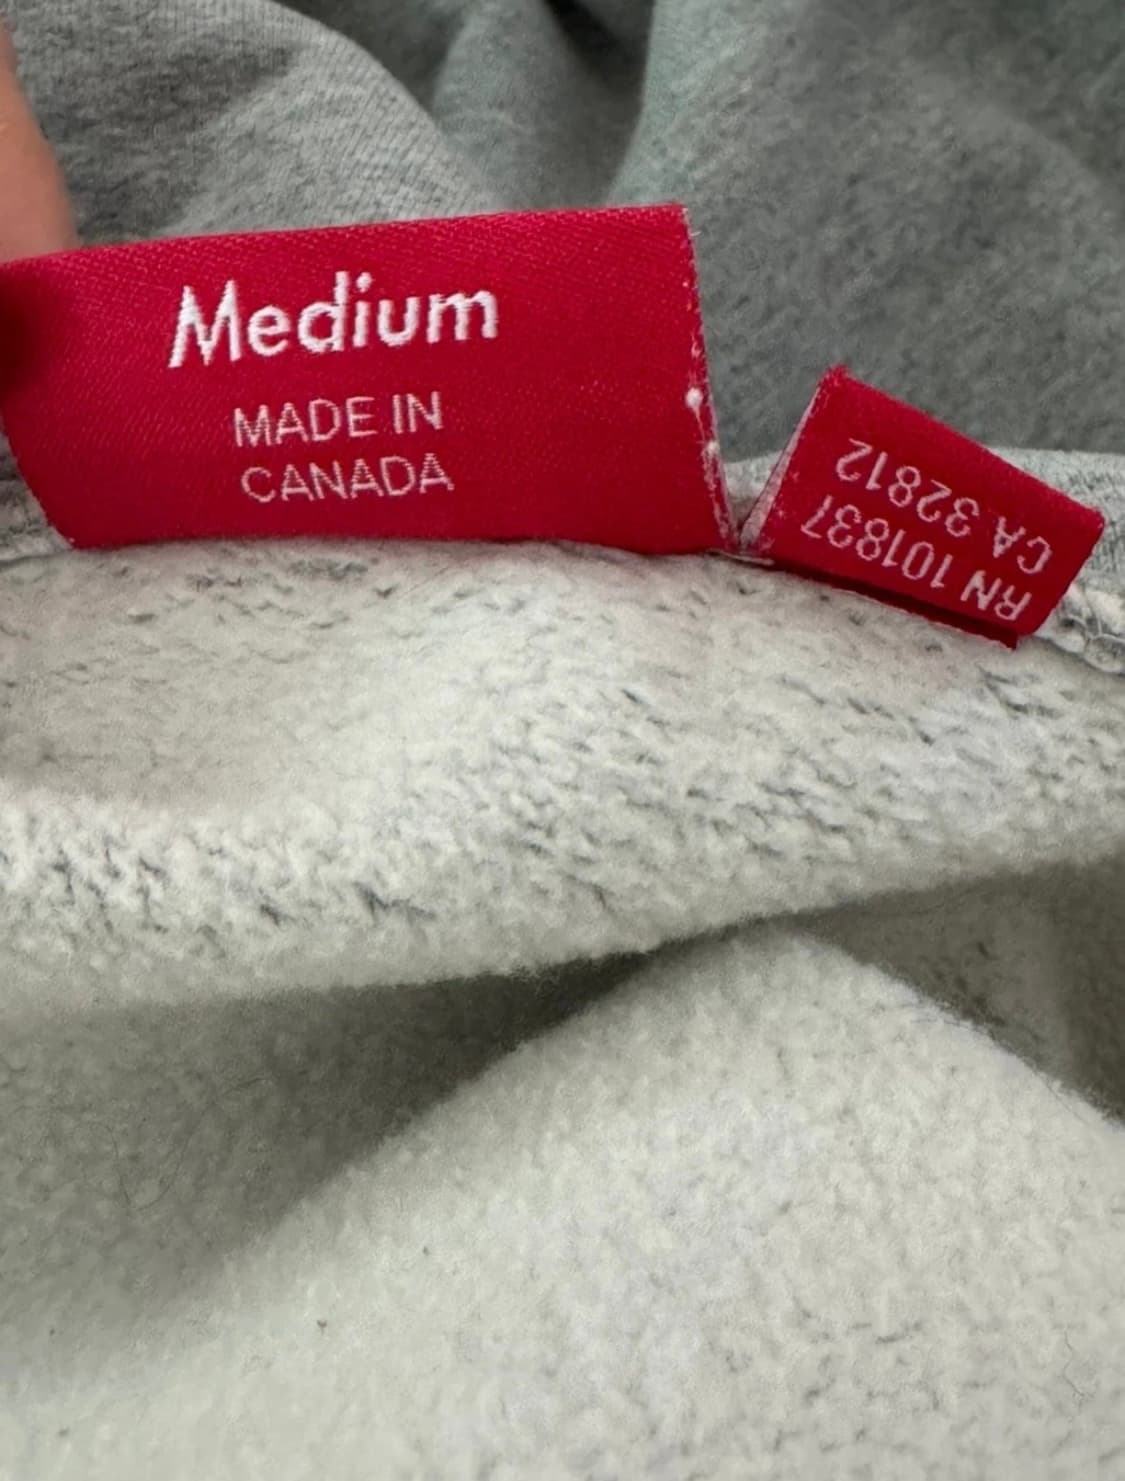 Medium
MADE IN
CANADA
RN 101837
CA 32812